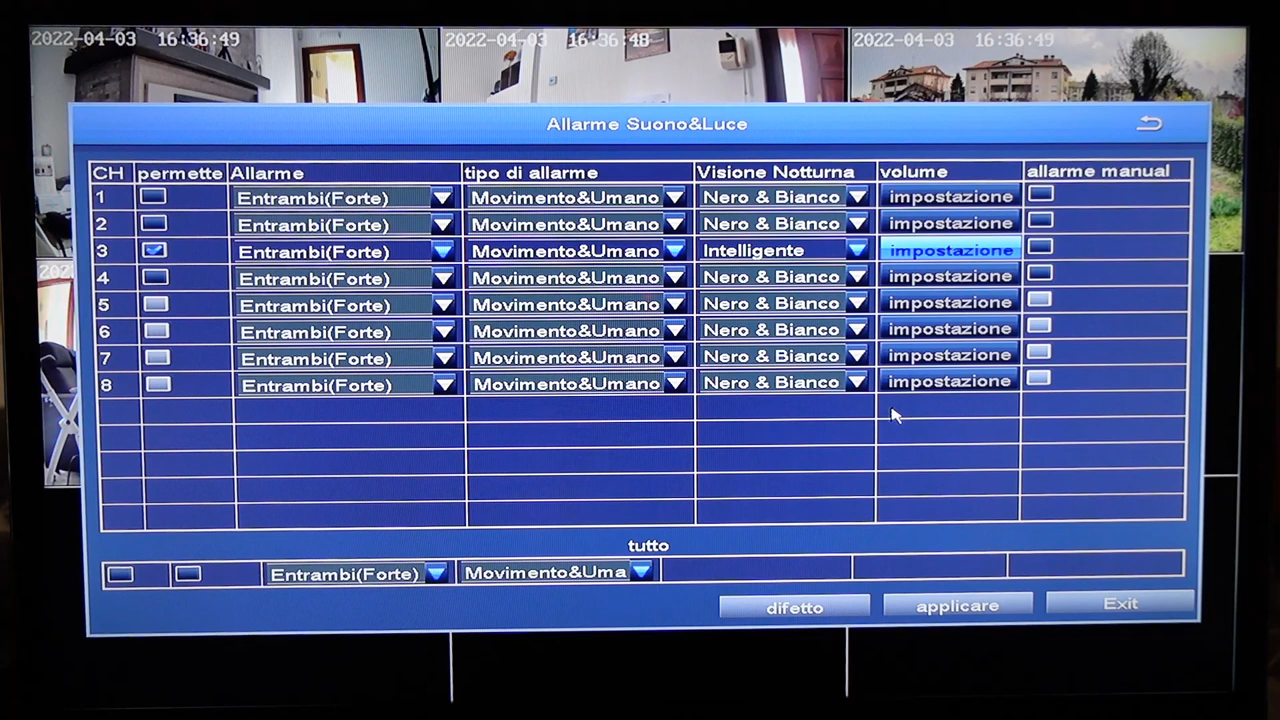 2022-04-03 16:36:49
2022-04-03 16:36:48
2022-04-03 16:36:49
Allarme Suono&Luce
CH permette Allarme tipo di allarme Visione Notturna volume allarme manual
1 Entrambi(Forte) Movimento&Umano Nero & Bianco impostazione
2 Entrambi(Forte) Movimento&Umano Nero & Bianco impostazione
3 Entrambi(Forte) Movimento&Umano Intelligente impostazione
4 Entrambi(Forte) Movimento&Umano Nero & Bianco impostazione
5 Entrambi(Forte) Movimento&Umano Nero & Bianco impostazione
6 Entrambi(Forte) Movimento&Umano Nero & Bianco impostazione
7 Entrambi(Forte) Movimento&Umano Nero & Bianco impostazione
8 Entrambi(Forte) Movimento&Umano Nero & Bianco impostazione
tutto
Entrambi(Forte) Movimento&Uma
difetto applicare Exit